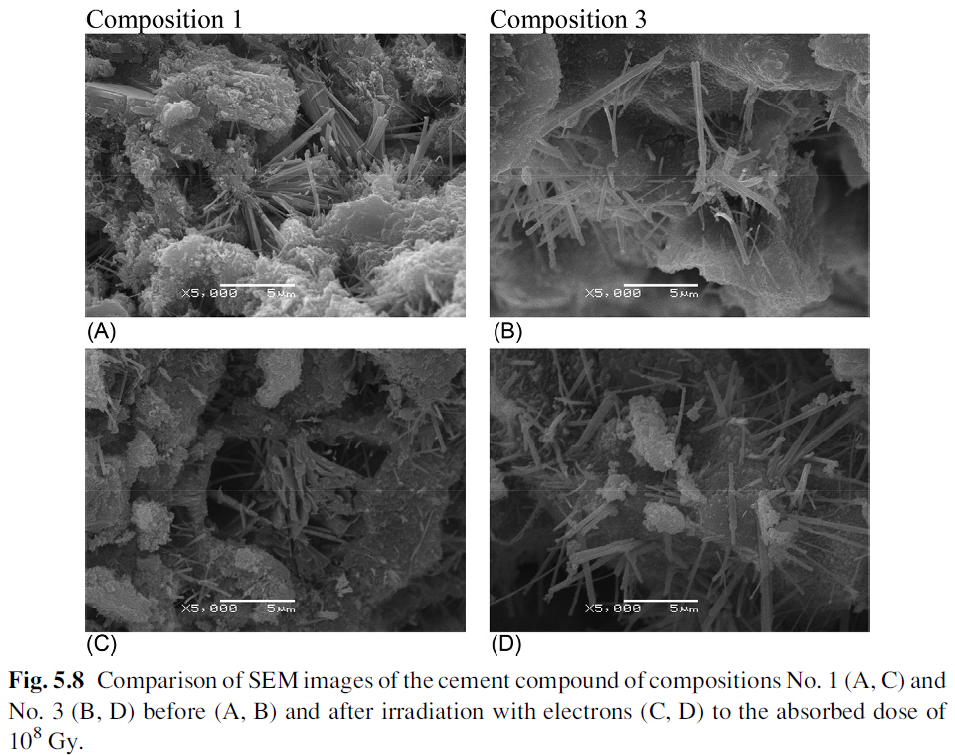 Composition 1
Composition 3
X5,000 5μm
X5,000 5μm
(A)
(B)
X5,000 5μm
X5,000 5μm
(C)
(D)
Fig. 5.8 Comparison of SEM images of the cement compound of compositions No. 1 (A, C) and
No. 3 (B, D) before (A, B) and after irradiation with electrons (C, D) to the absorbed dose of
10⁸ Gy.